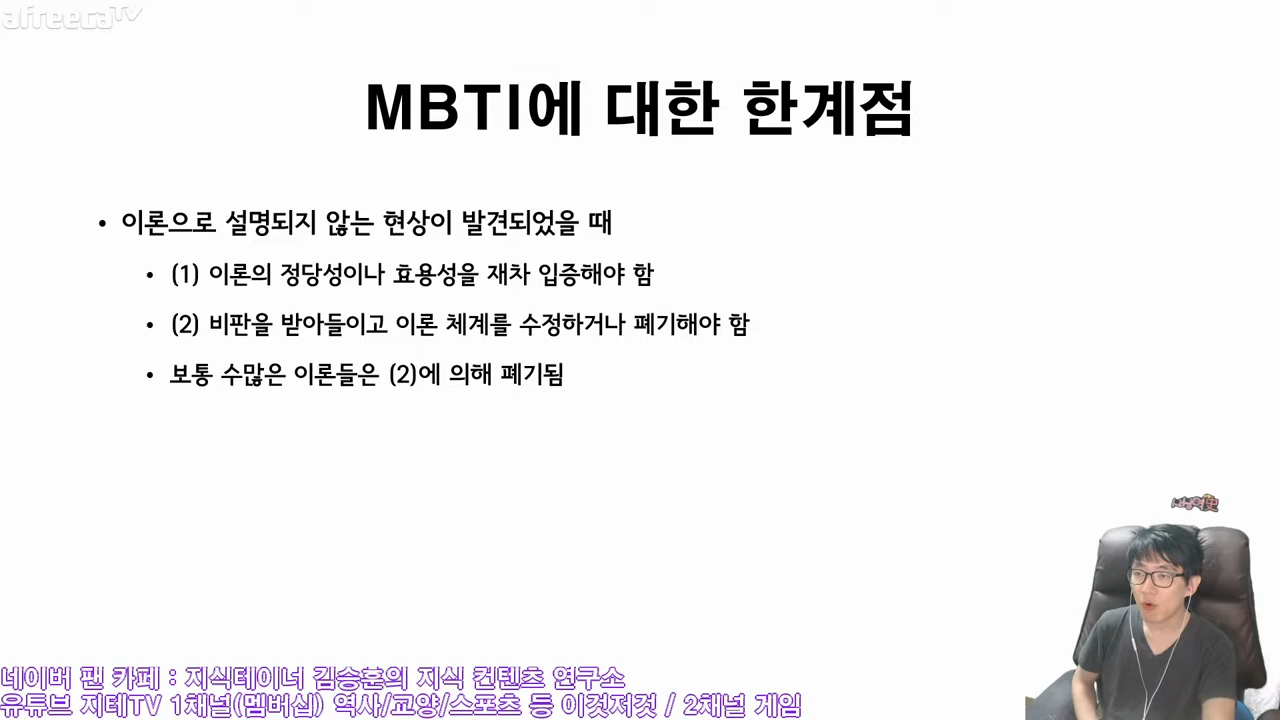 afreecaTV
MBTI에 대한 한계점
• 이론으로 설명되지 않는 현상이 발견되었을 때
• (1) 이론의 정당성이나 효용성을 재차 입증해야 함
• (2) 비판을 받아들이고 이론 체계를 수정하거나 폐기해야 함
• 보통 수많은 이론들은 (2)에 의해 폐기됨
네이버 팬 카페 : 지식테이너 김승훈의 지식 컨텐츠 연구소
유튜브 지테TV 1채널(멤버십) 역사/교양/스포츠 등 이것저것 / 2채널 게임